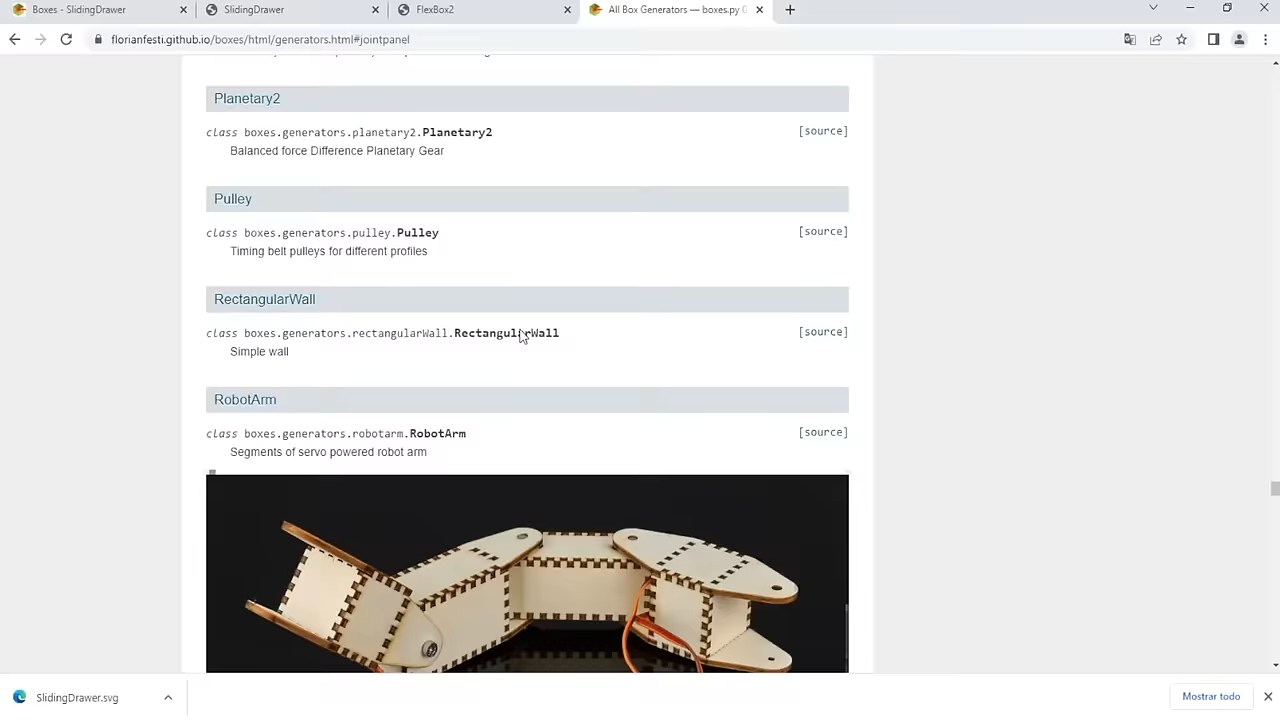 Boxes - SlidingDrawer
SlidingDrawer
FlexBox2
All Box Generators — boxes.py 0
florianfesti.github.io/boxes/html/generators.html#jointpanel
Planetary2
class boxes.generators.planetary2.Planetary2 [source]
Balanced force Difference Planetary Gear
Pulley
class boxes.generators.pulley.Pulley [source]
Timing belt pulleys for different profiles
RectangularWall
class boxes.generators.rectangularWall.RectangularWall [source]
Simple wall
RobotArm
class boxes.generators.robotarm.RobotArm [source]
Segments of servo powered robot arm
SlidingDrawer.svg
Mostrar todo